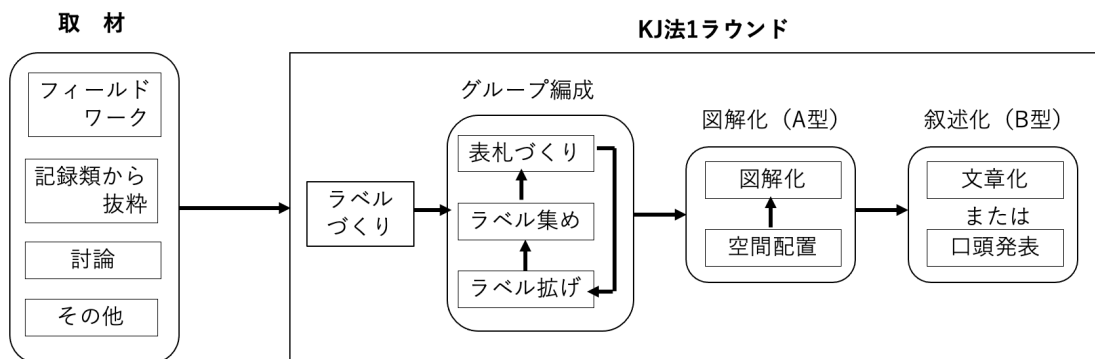 取　材
フィールド
ワーク
記録類から
抜粋
討論
その他
KJ法1ラウンド
ラベル
づくり
グループ編成
表札づくり
ラベル集め
ラベル拡げ
図解化（A型）
図解化
空間配置
叙述化（B型）
文章化
または
口頭発表